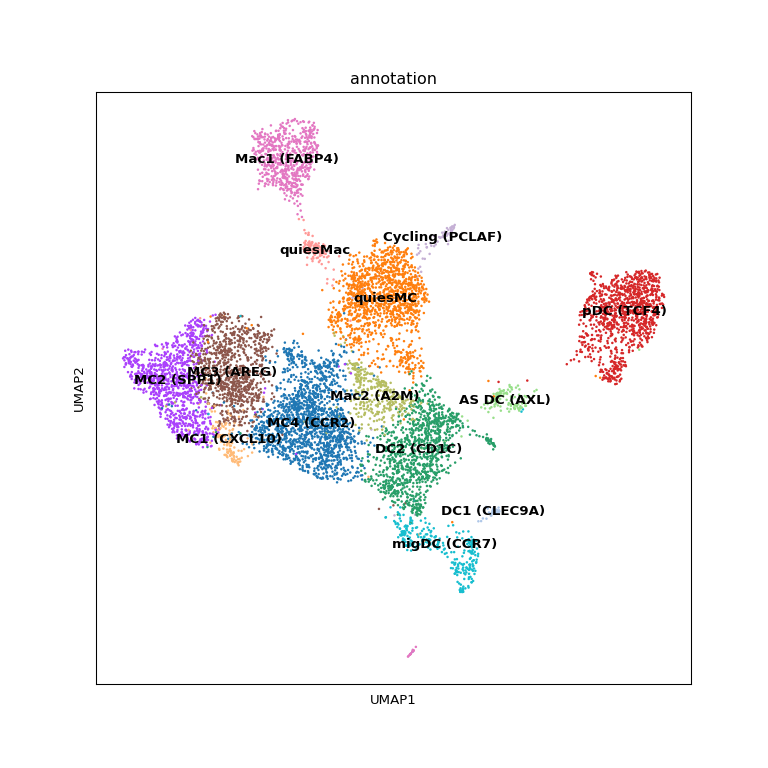 annotation
Mac1 (FABP4)
Cycling (PCLAF)
quiesMac
quiesMC
pDC (TCF4)
MC3 (AREG)
MC2 (SPP1)
Mac2 (A2M)
AS DC (AXL)
MC4 (CCR2)
MC1 (CXCL10)
DC2 (CD1C)
DC1 (CLEC9A)
migDC (CCR7)
UMAP2
UMAP1